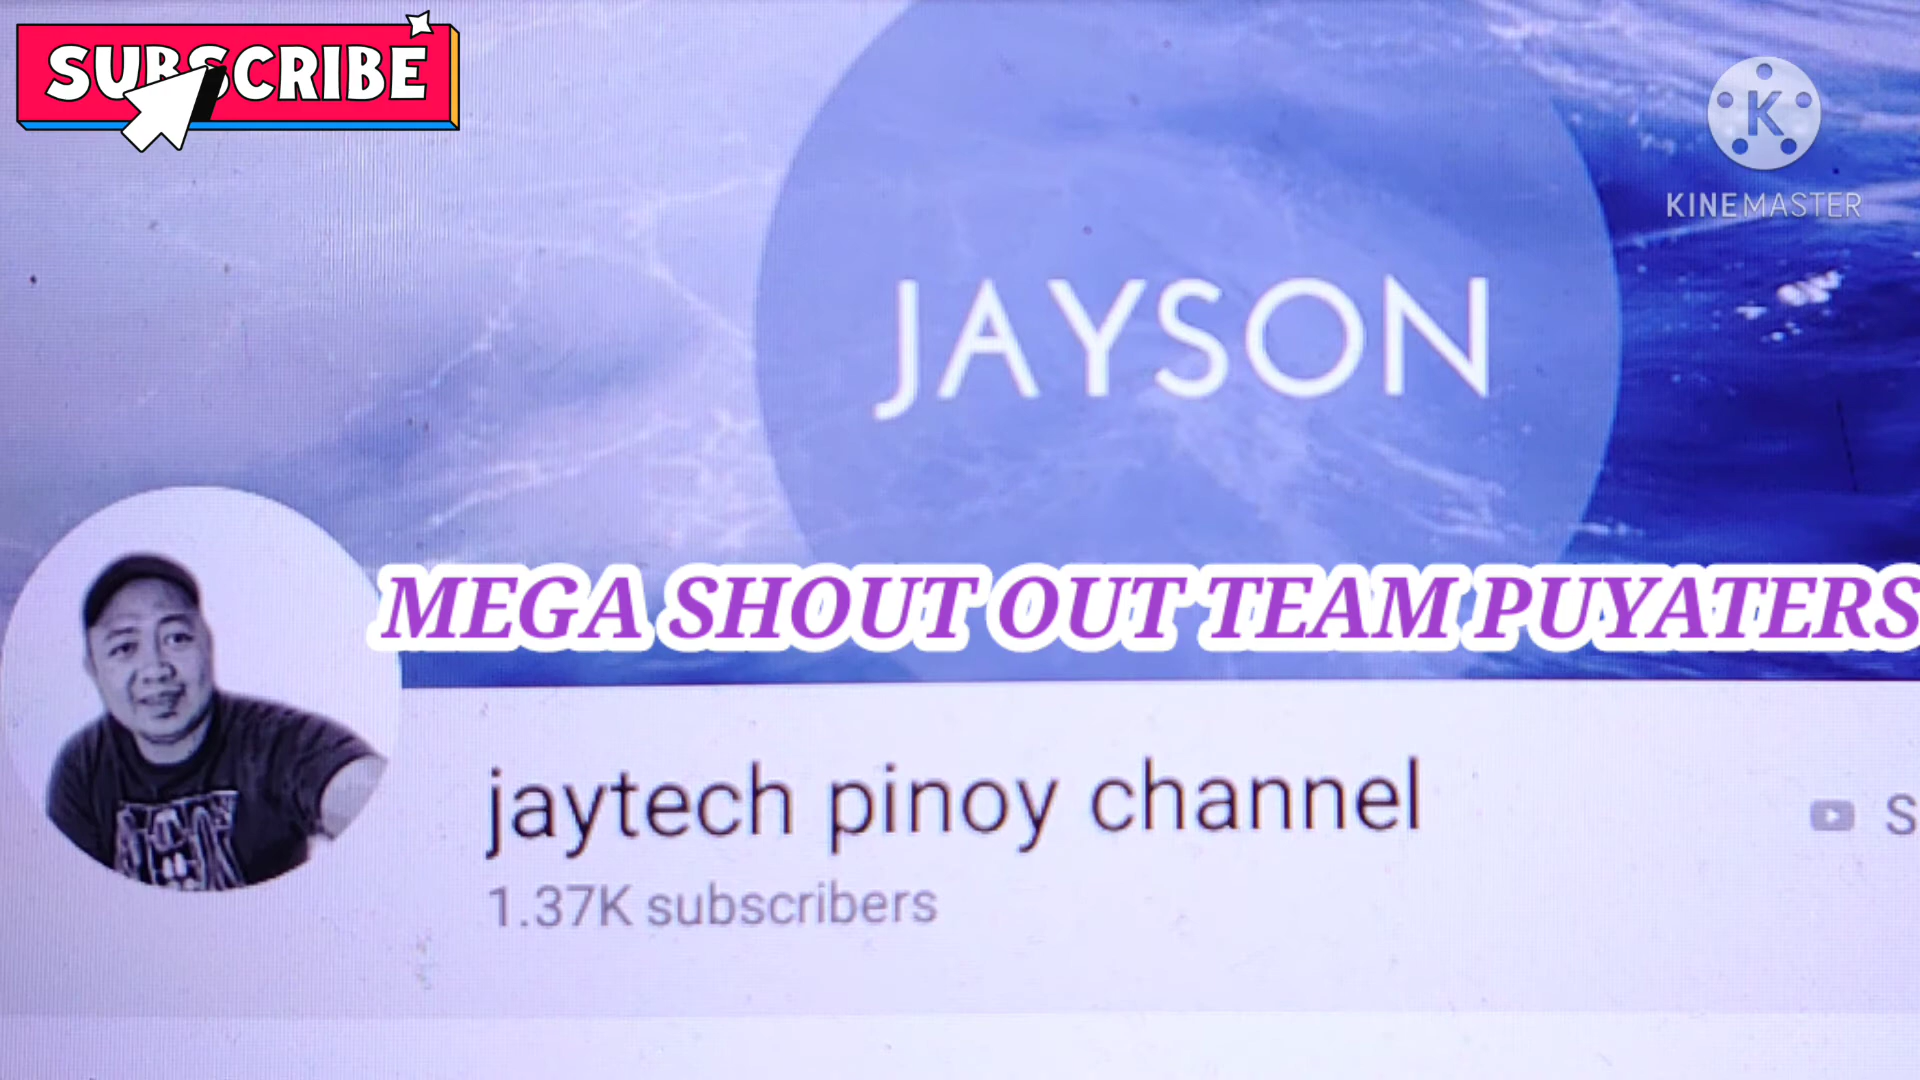 SUBSCRIBE
K
KINEMASTER
JAYSON
MEGA SHOUT OUT TEAM PUYATERS
jaytech pinoy channel
S
1.37K subscribers